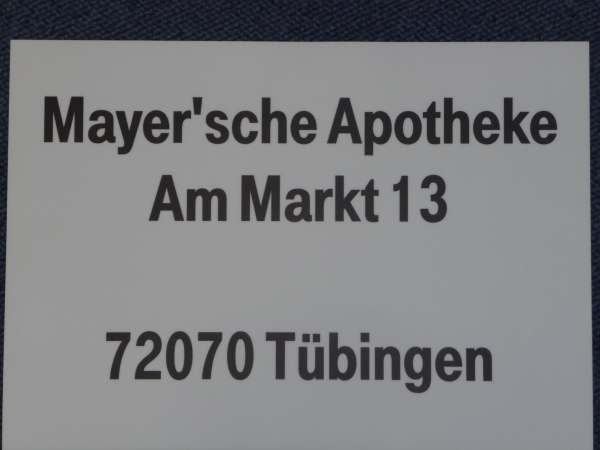 Mayer'sche Apotheke
Am Markt 13
72070 Tübingen